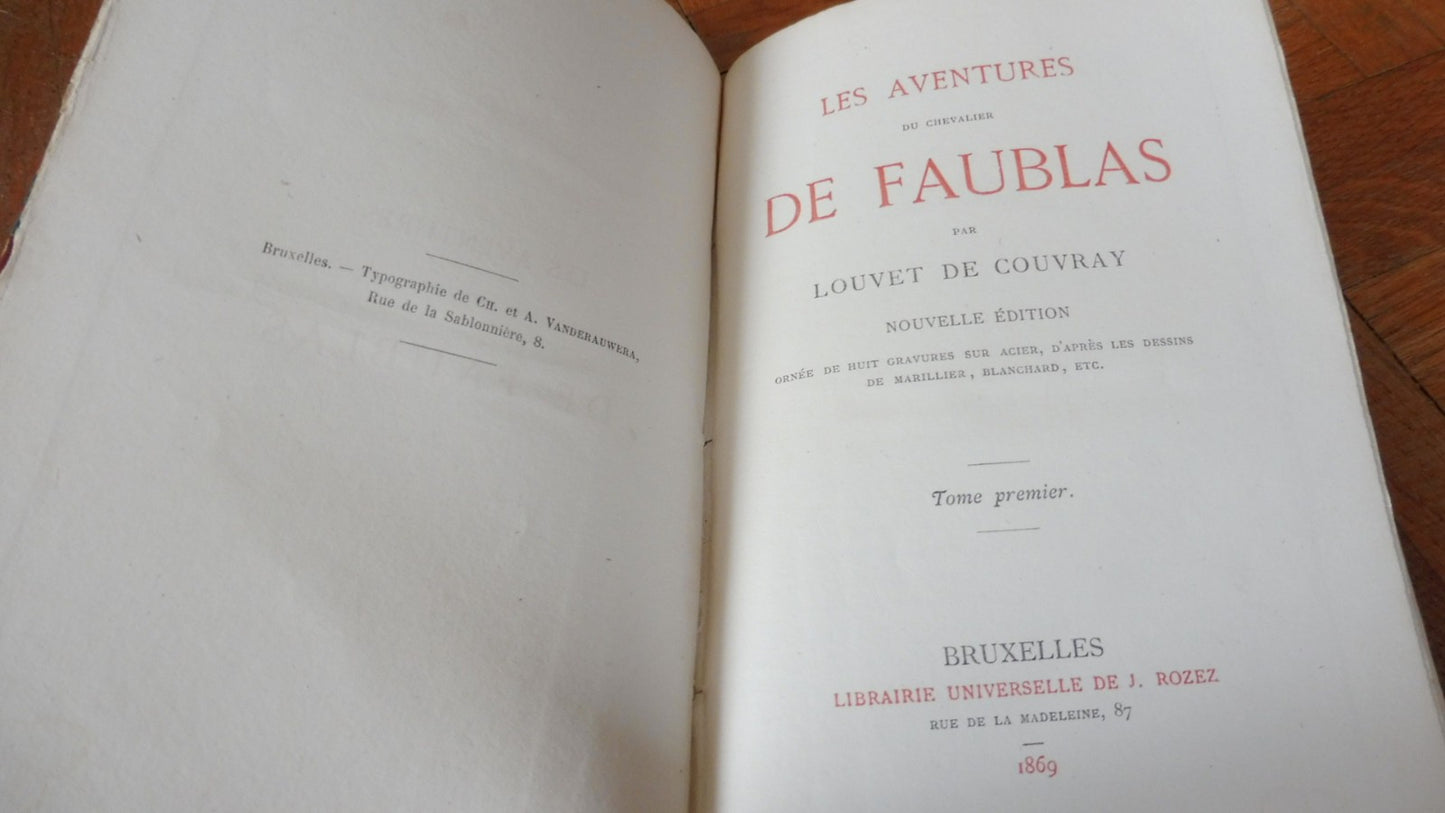 Bruxelles. — Typographie de CH. et A. VANDERAUWERA,
Rue de la Sablonnière, 8.
LES AVENTURES
DU CHEVALIER
DE FAUBLAS
PAR
LOUVET DE COUVRAY
NOUVELLE ÉDITION
ORNÉE DE HUIT GRAVURES SUR ACIER, D'APRÈS LES DESSINS
DE MARILLIER, BLANCHARD, ETC.
Tome premier.
BRUXELLES
LIBRAIRIE UNIVERSELLE DE J. ROZEZ
RUE DE LA MADELEINE, 87
1869